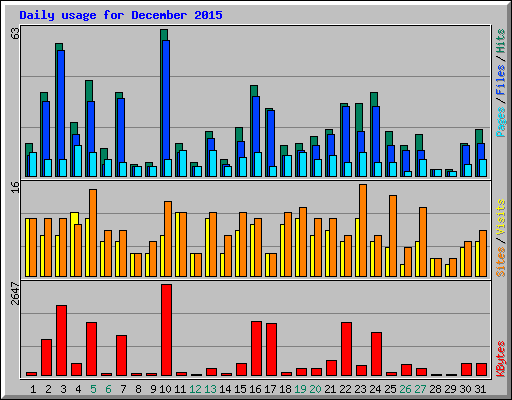 Daily usage for December 2015
63
Pages / Files / Hits
16
Sites / Visits
2647
KBytes
1 2 3 4 5 6 7 8 9 10 11 12 13 14 15 16 17 18 19 20 21 22 23 24 25 26 27 28 29 30 31